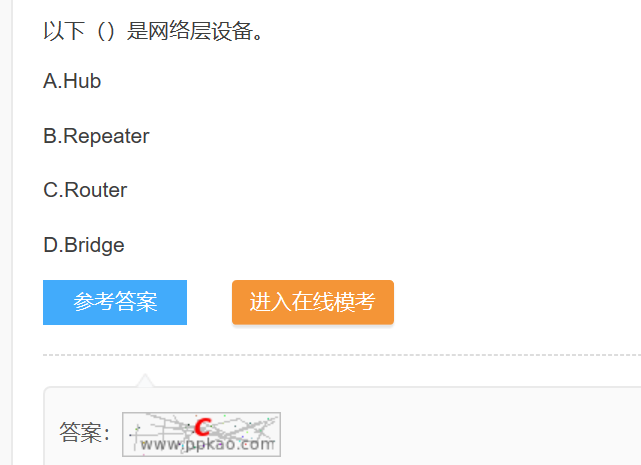 以下（）是网络层设备。
A.Hub
B.Repeater
C.Router
D.Bridge
参考答案
进入在线模考
答案：C
www.ppkao.com